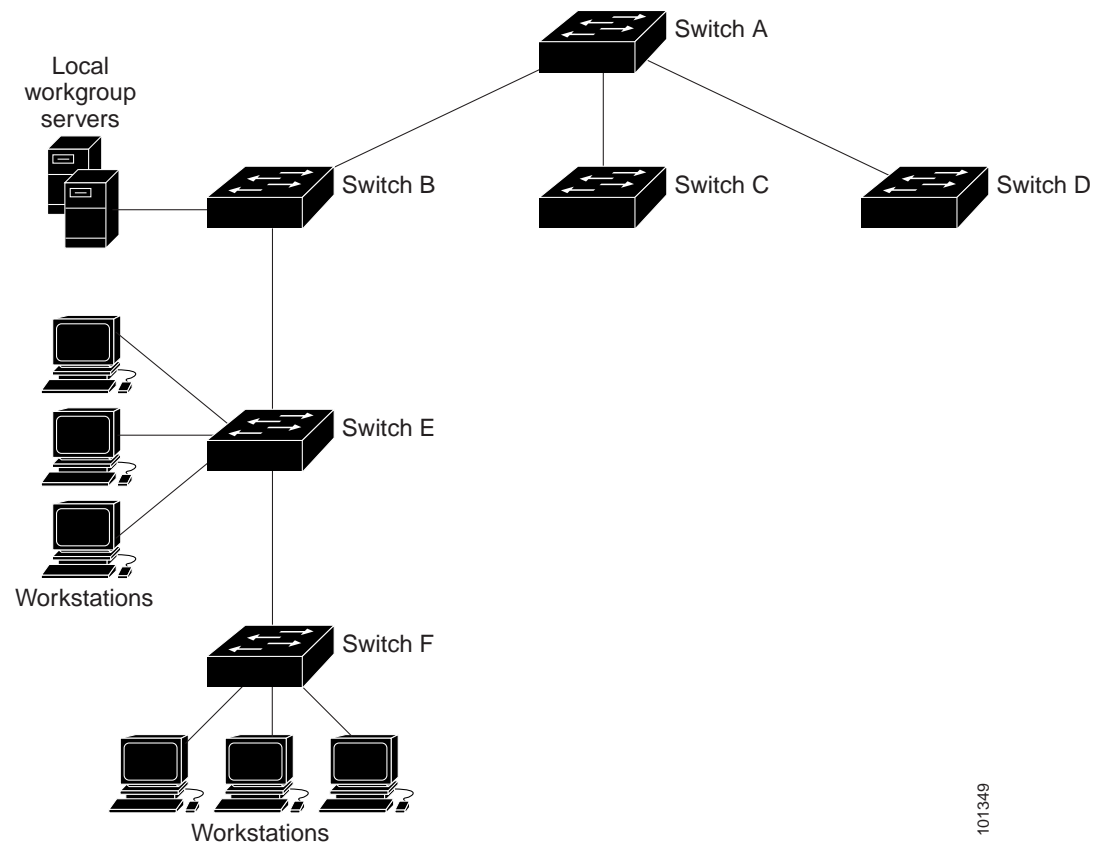 Switch A
Local
workgroup
servers
Switch B
Switch C
Switch D
Switch E
Workstations
Switch F
Workstations
101349